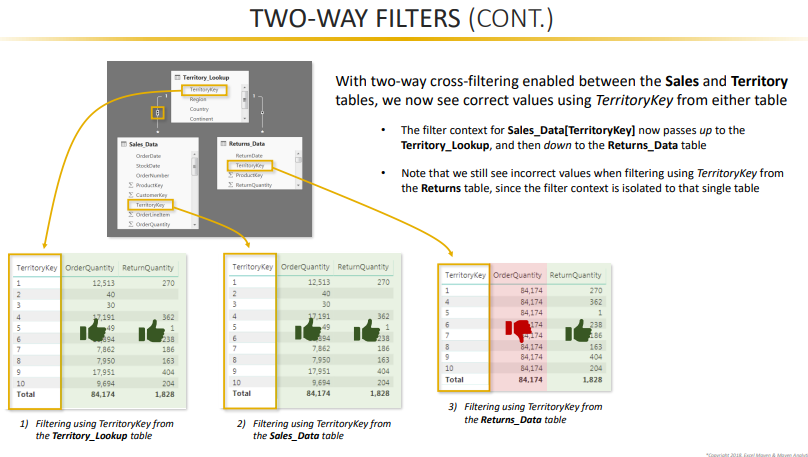 TWO-WAY FILTERS (CONT.)
Territory_Lookup
TerritoryKey
Region
Country
Continent
Sales_Data
OrderDate
StockDate
OrderNumber
ProductKey
CustomerKey
TerritoryKey
OrderLineItem
OrderQuantity
Returns_Data
ReturnDate
TerritoryKey
ProductKey
ReturnQuantity
With two-way cross-filtering enabled between the Sales and Territory
tables, we now see correct values using TerritoryKey from either table
• The filter context for Sales_Data[TerritoryKey] now passes up to the
Territory_Lookup, and then down to the Returns_Data table
• Note that we still see incorrect values when filtering using TerritoryKey from
the Returns table, since the filter context is isolated to that single table
TerritoryKey OrderQuantity ReturnQuantity
1 12,513 270
2 40
3 30
4 17,191 362
5 49 1
6 894 238
7 7,862 186
8 7,950 163
9 17,951 404
10 9,694 204
Total 84,174 1,828
1) Filtering using TerritoryKey from
the Territory_Lookup table
TerritoryKey OrderQuantity ReturnQuantity
1 12,513 270
2 40
3 30
4 17,191 362
5 49 1
6 894 238
7 7,862 186
8 7,950 163
9 17,951 404
10 9,694 204
Total 84,174 1,828
2) Filtering using TerritoryKey from
the Sales_Data table
TerritoryKey OrderQuantity ReturnQuantity
1 84,174 270
4 84,174 362
5 84,174 1
6 174 238
7 174 186
8 84,174 163
9 84,174 404
10 84,174 204
Total 84,174 1,828
3) Filtering using TerritoryKey from
the Returns_Data table
*Copyright 2018, Excel Maven & Maven